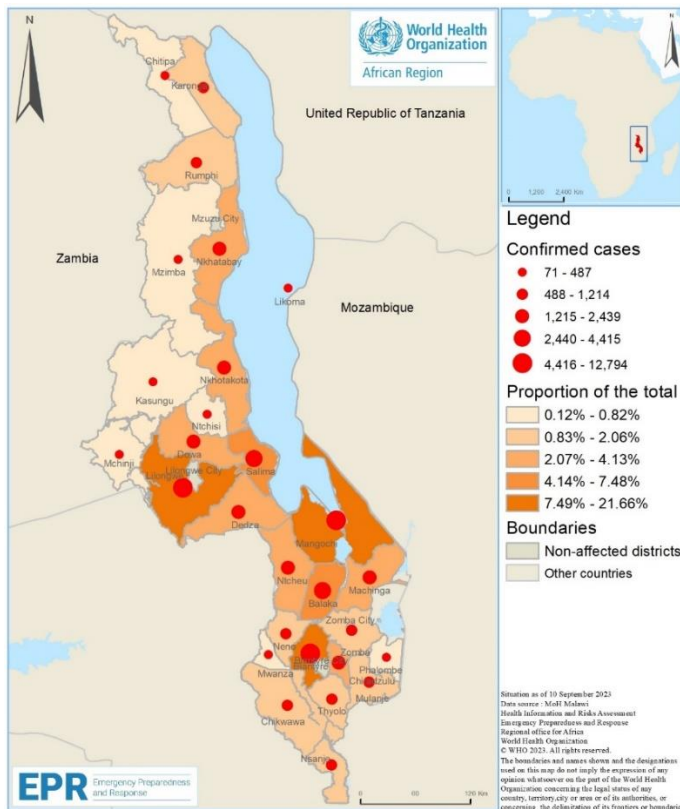 World Health
Organization
African Region
United Republic of Tanzania
Chitipa
Karonga
Rumphi
Mzuzu City
Zambia
Nkhatabay
Mzimba
Likoma
Mozambique
Nkhotakota
Kasungu
Ntchisi
Dowa
Mchinji
Lilongwe City
Lilongwe
Salima
Dedza
Mangochi
Ntcheu
Machinga
Balaka
Zomba City
Neno
Zomba
Phalombe
Mwanza
Chiradzulu
Mulanje
Thyolo
Chikwawa
Nsanje
0 60 120 Km
EPR
Emergency Preparedness
and Response
0 1,200 2,400 Km
Legend
Confirmed cases
71 - 487
488 - 1,214
1,215 - 2,439
2,440 - 4,415
4,416 - 12,794
Proportion of the total
0.12% - 0.82%
0.83% - 2.06%
2.07% - 4.13%
4.14% - 7.48%
7.49% - 21.66%
Boundaries
Non-affected districts
Other countries
Situation as of 10 September 2023
Data source : MoH Malawi
Health Information and Risks Assessment
Emergency Preparedness and Response
Regional office for Africa
World Health Organization
© WHO 2023. All rights reserved.
The boundaries and names shown and the designations
used on this map do not imply the expression of any
opinion whatsoever on the part of the World Health
Organization concerning the legal status of any
country, territory,city or area or of its authorities, or
concerning the delimitation of its frontiers or boundaries